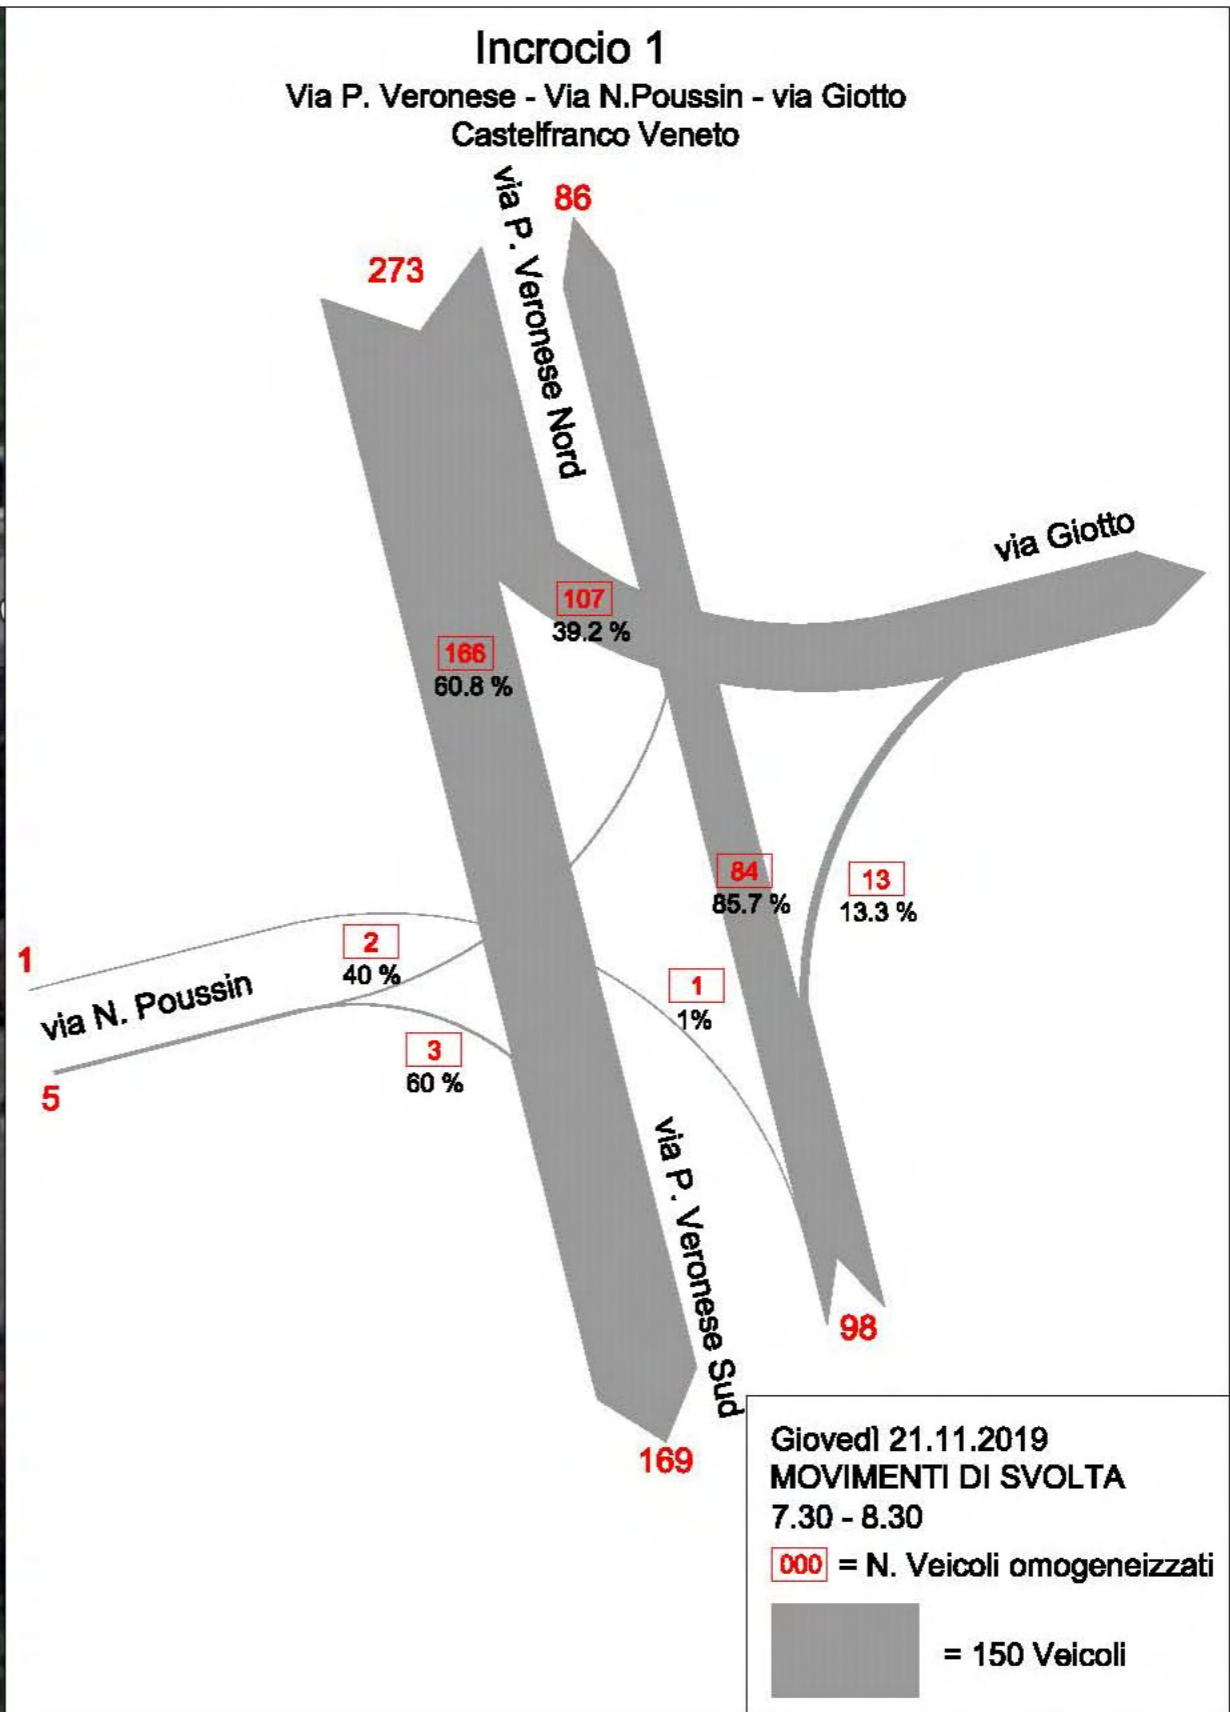 Incrocio 1
Via P. Veronese - Via N.Poussin - via Giotto
Castelfranco Veneto
via P. Veronese Nord
86
273
via Giotto
107
39.2 %
166
60.8 %
84
85.7 %
13
13.3 %
1
2
40 %
via N. Poussin
1
1%
3
60 %
5
via P. Veronese Sud
98
169
Giovedì 21.11.2019
MOVIMENTI DI SVOLTA
7.30 - 8.30
000 = N. Veicoli omogeneizzati
= 150 Veicoli